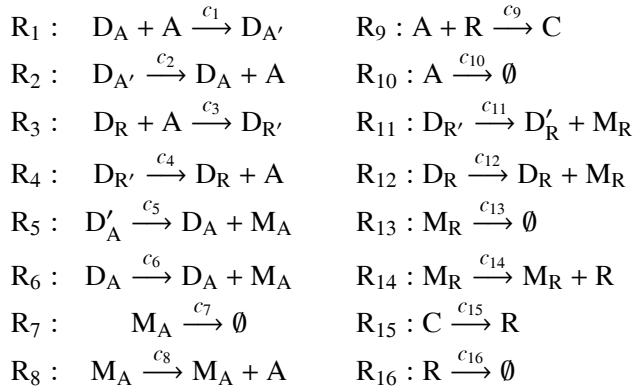 R₁ : D_A + A —c₁→ D_A′
R₂ : D_A′ —c₂→ D_A + A
R₃ : D_R + A —c₃→ D_R′
R₄ : D_R′ —c₄→ D_R + A
R₅ : D′_A —c₅→ D_A + M_A
R₆ : D_A —c₆→ D_A + M_A
R₇ : M_A —c₇→ ∅
R₈ : M_A —c₈→ M_A + A
R₉ : A + R —c₉→ C
R₁₀ : A —c₁₀→ ∅
R₁₁ : D_R′ —c₁₁→ D′_R + M_R
R₁₂ : D_R —c₁₂→ D_R + M_R
R₁₃ : M_R —c₁₃→ ∅
R₁₄ : M_R —c₁₄→ M_R + R
R₁₅ : C —c₁₅→ R
R₁₆ : R —c₁₆→ ∅